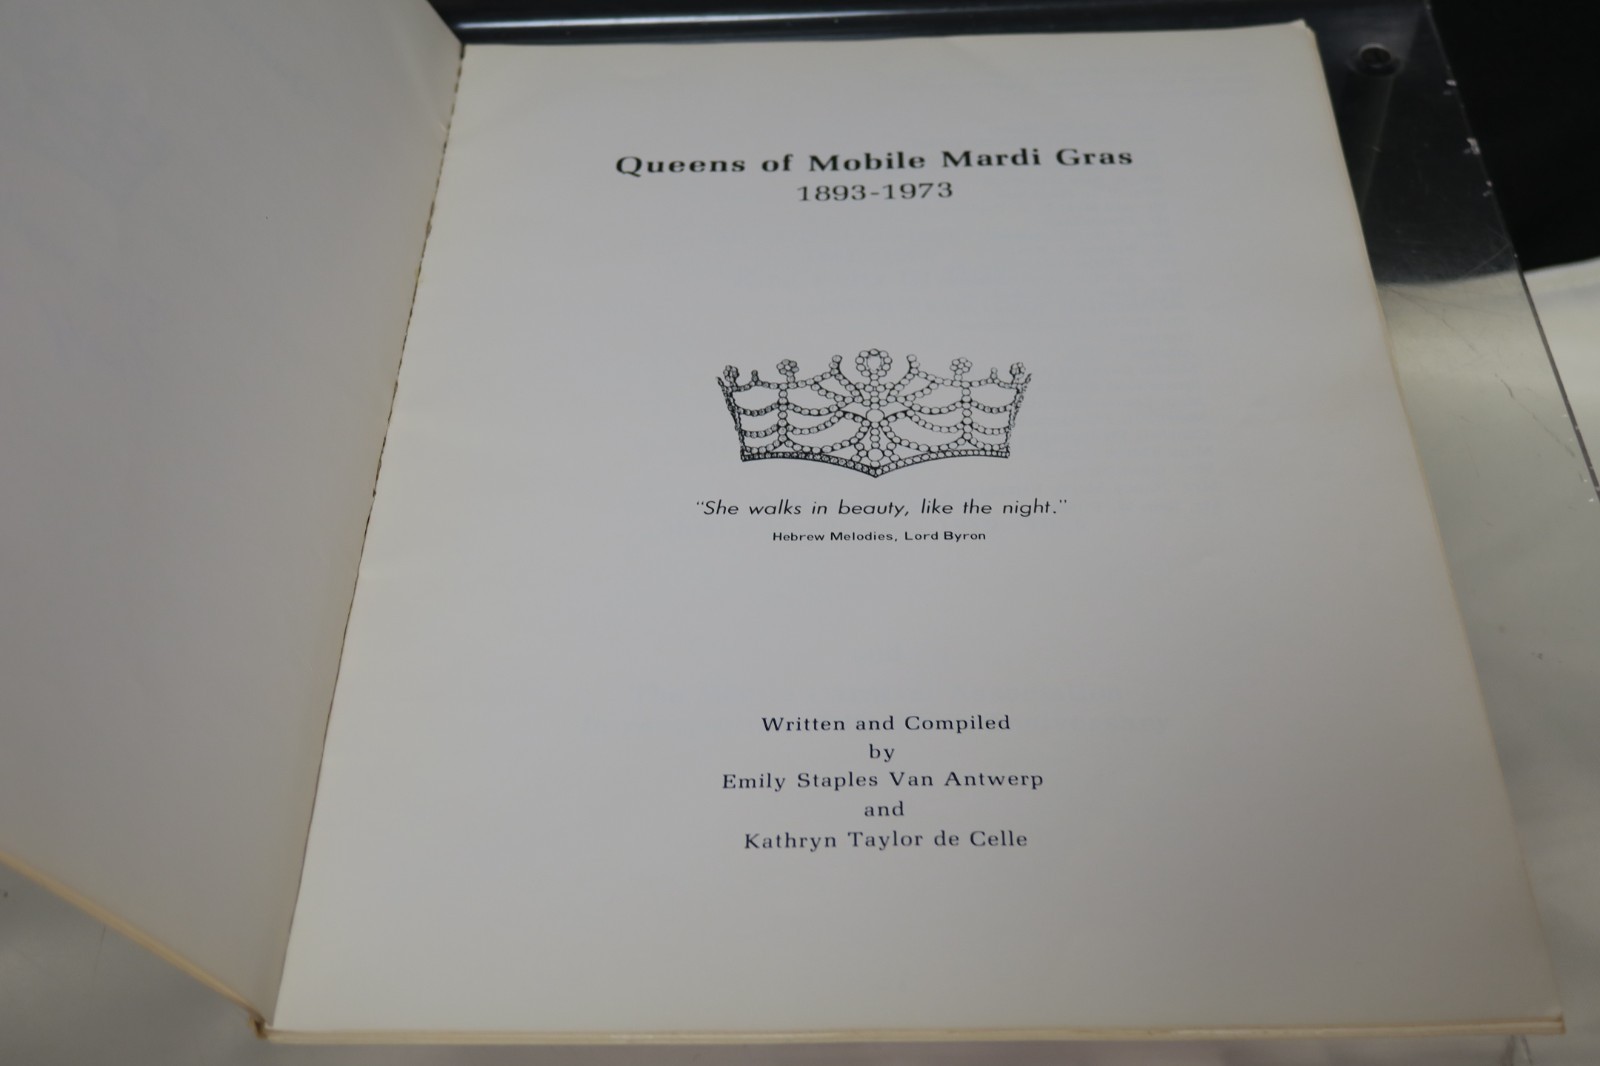 Queens of Mobile Mardi Gras
1893-1973
"She walks in beauty, like the night."
Hebrew Melodies, Lord Byron
Written and Compiled
by
Emily Staples Van Antwerp
and
Kathryn Taylor de Celle